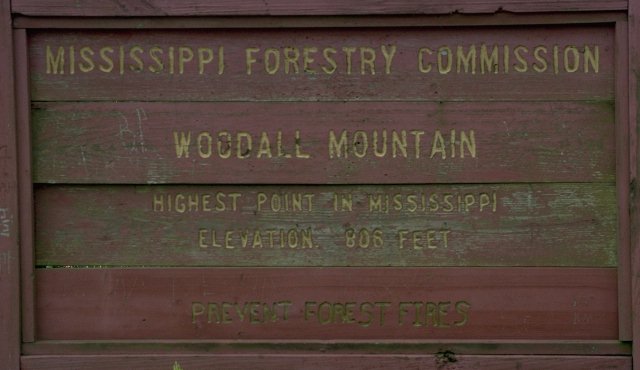 MISSISSIPPI FORESTRY COMMISSION
WOODALL MOUNTAIN
HIGHEST POINT IN MISSISSIPPI
ELEVATION. 806 FEET
PREVENT FOREST FIRES